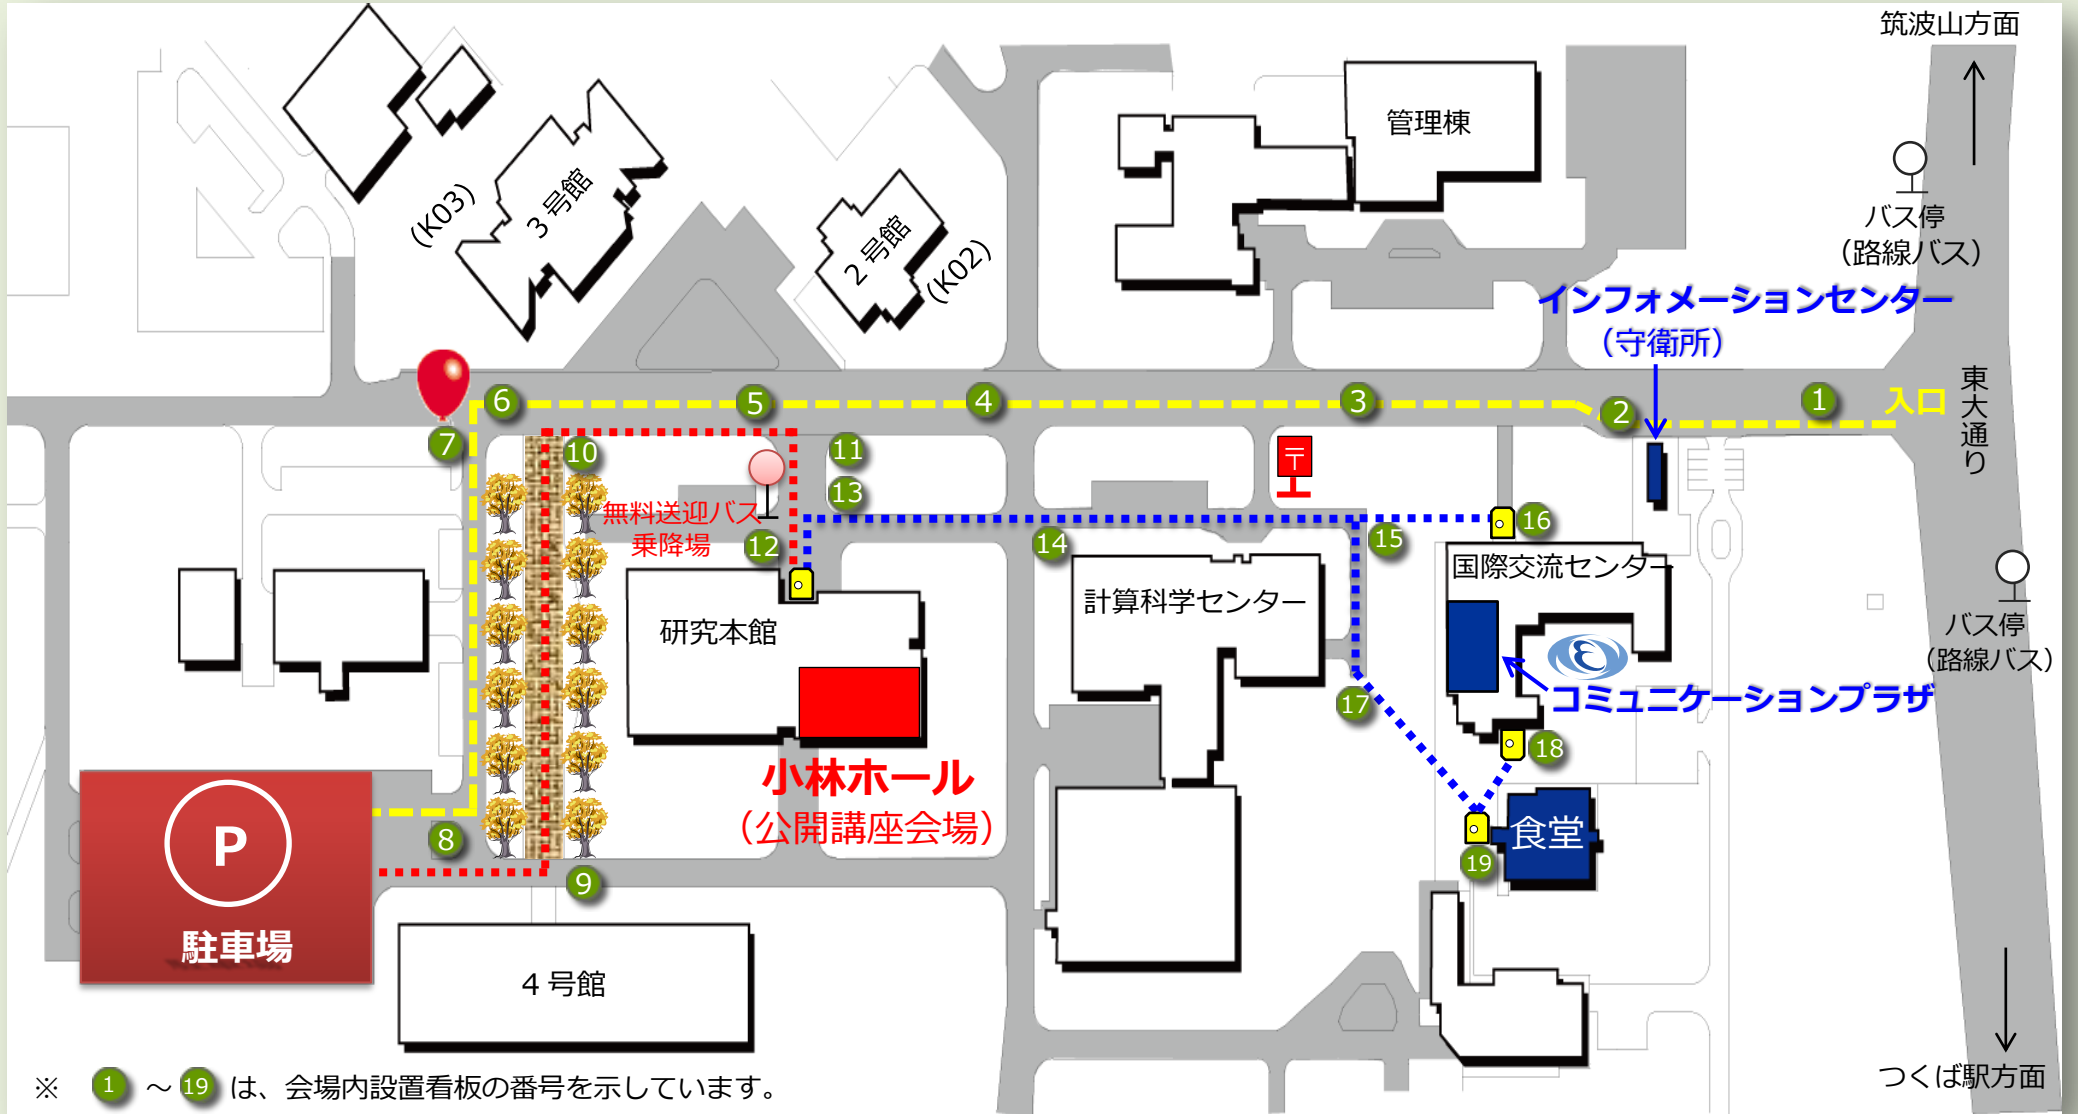 筑波山方面
管理棟
3号館
(K03)
2号館
(K02)
バス停
(路線バス)
インフォメーションセンター
(守衛所)
東大通り
入口
1
2
3
4
5
6
7
10
11
13
〒
無料送迎バス
乗降場
12
14
15
16
国際交流センター
計算科学センター
研究本館
バス停
(路線バス)
コミュニケーションプラザ
17
18
小林ホール
(公開講座会場)
P
駐車場
8
9
食堂
19
4号館
つくば駅方面
※ 1 ~ 19 は、会場内設置看板の番号を示しています。